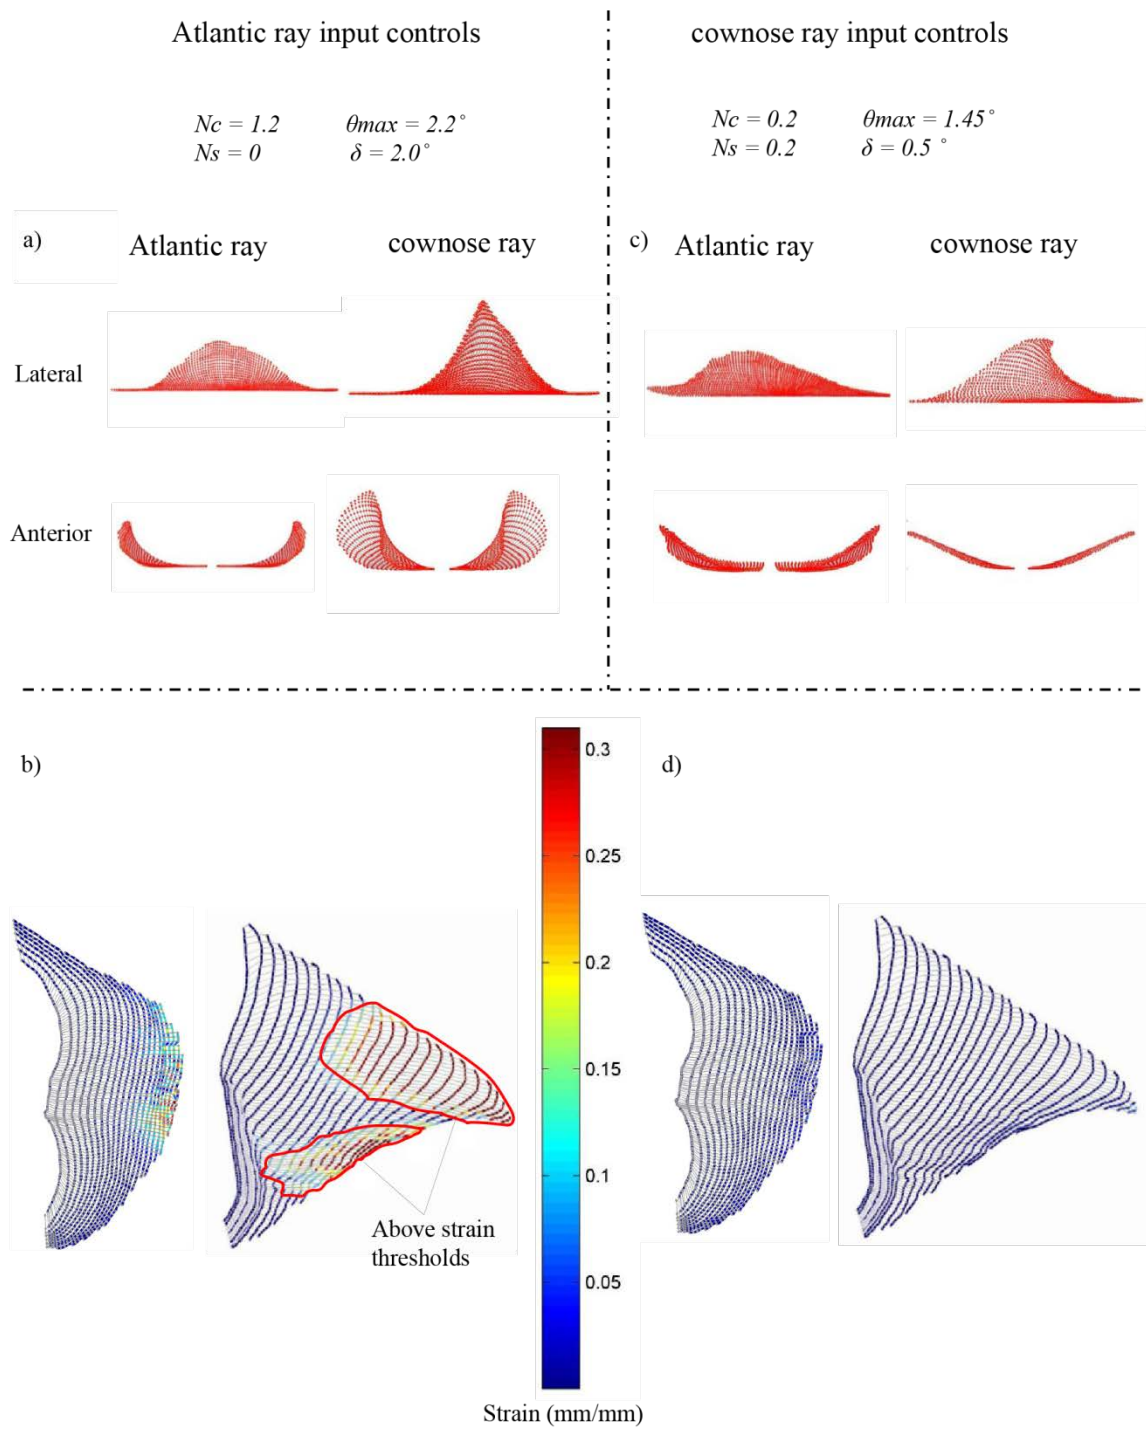 Atlantic ray input controls
cownose ray input controls
Nc = 1.2 θmax = 2.2°
Ns = 0 δ = 2.0°
Nc = 0.2 θmax = 1.45°
Ns = 0.2 δ = 0.5 °
a) Atlantic ray cownose ray
c) Atlantic ray cownose ray
Lateral
Anterior
b)
d)
0.3
0.25
0.2
0.15
0.1
0.05
Above strain
thresholds
Strain (mm/mm)